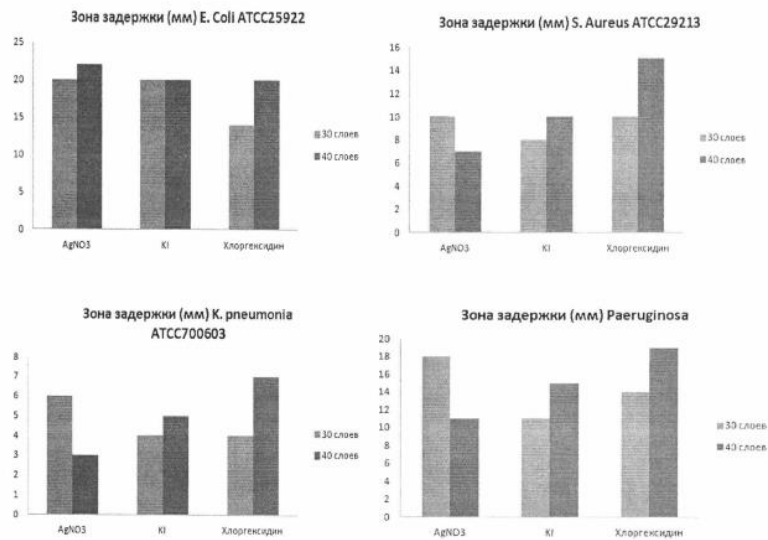 Зона задержки (мм) E. Coli ATCC25922
25
20
15
10
5
0
AgNO3
KI
Хлоргексидин
30 слоев
40 слоев
Зона задержки (мм) S. Aureus ATCC29213
16
14
12
10
8
6
4
2
0
AgNO3
KI
Хлоргексидин
30 слоев
40 слоев
Зона задержки (мм) K. pneumonia
ATCC700603
8
7
6
5
4
3
2
1
0
AgNO3
KI
Хлоргексидин
30 слоев
40 слоев
Зона задержки (мм) Paeruginosa
20
18
16
14
12
10
8
6
4
2
0
AgNO3
KI
Хлоргексидин
30 слоев
40 слоев